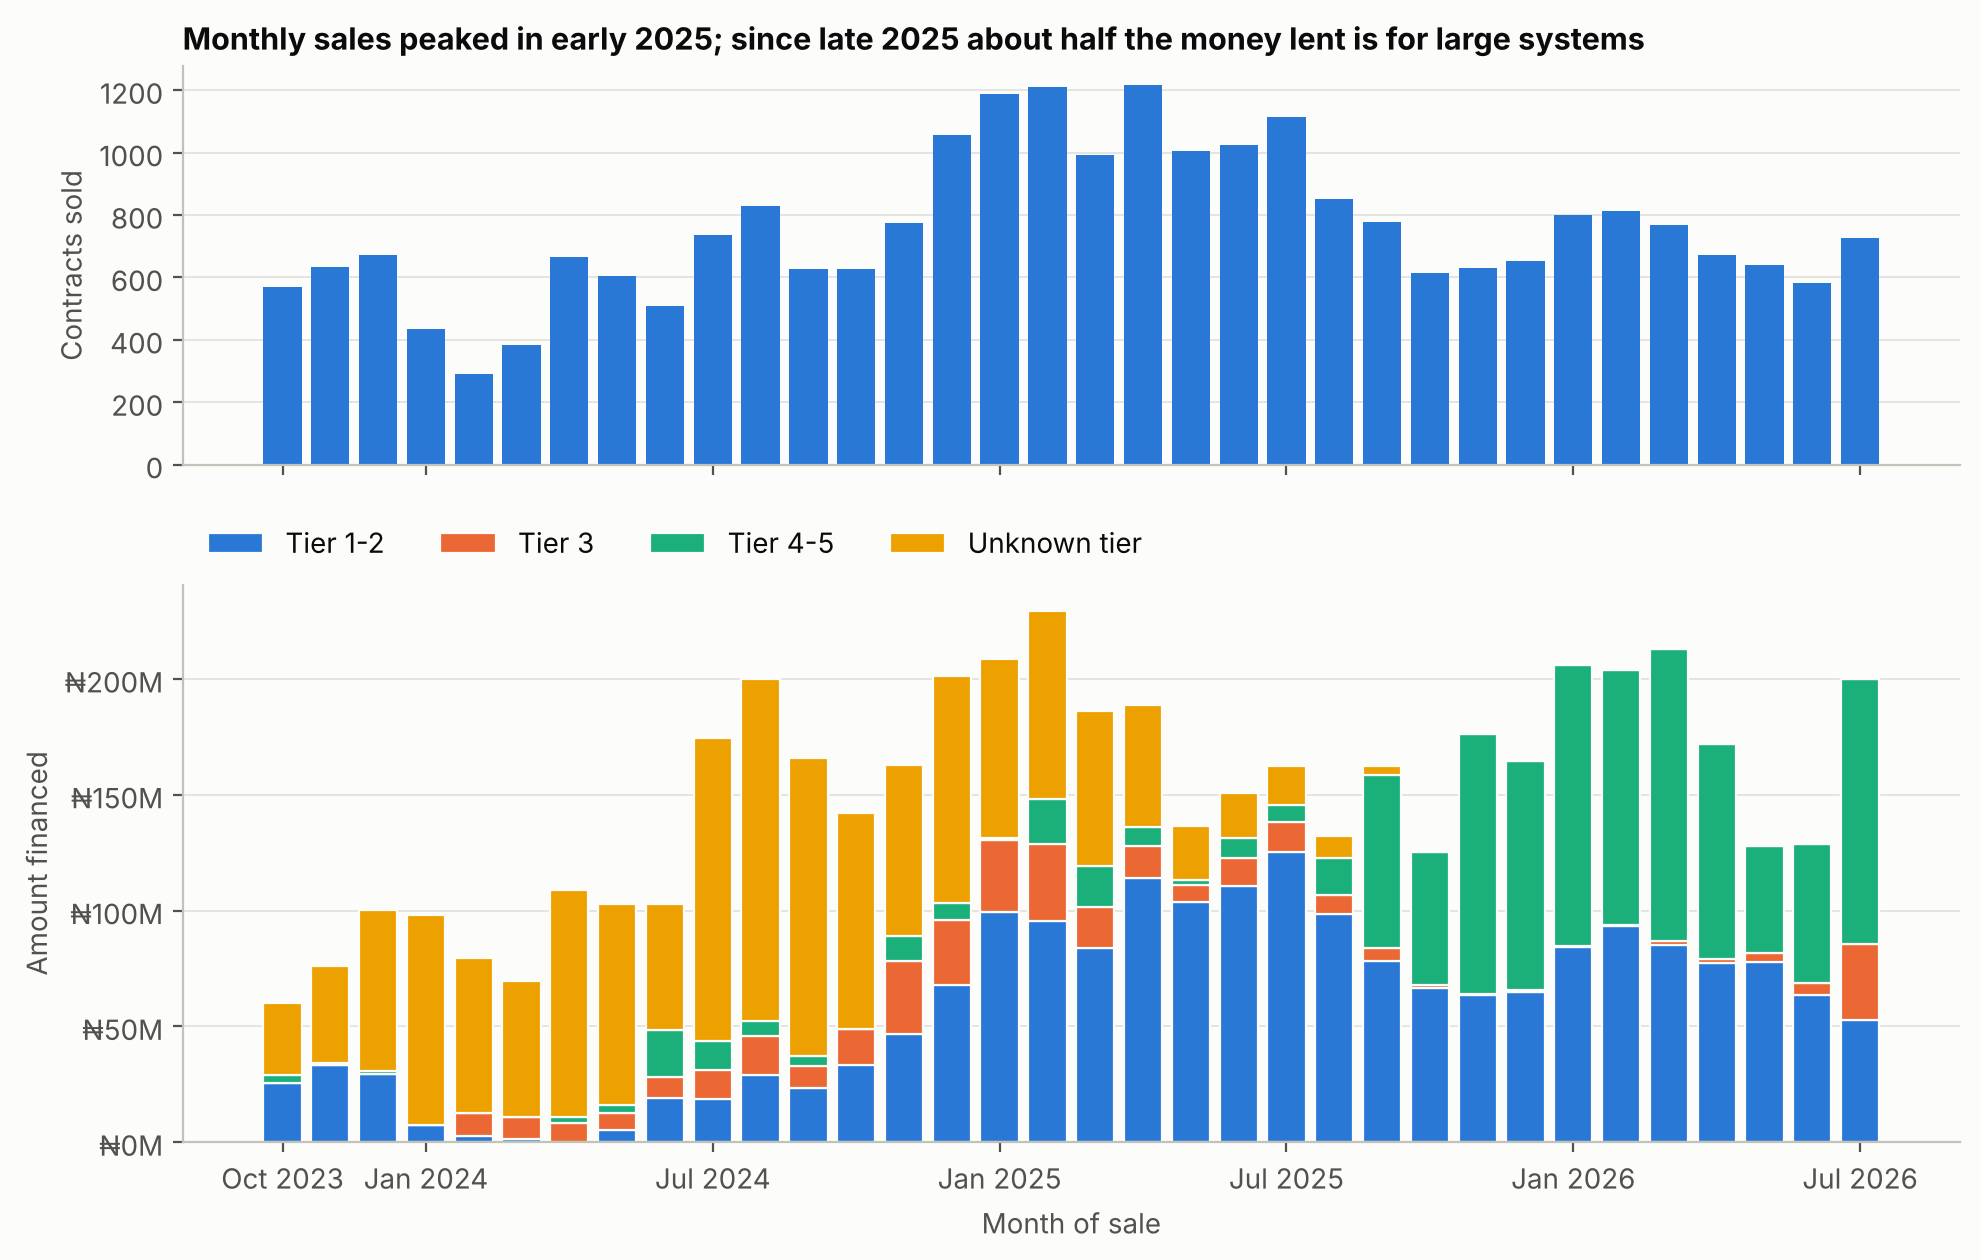 Monthly sales peaked in early 2025; since late 2025 about half the money lent is for large systems
Contracts sold
1200
1000
800
600
400
200
0
Tier 1-2 Tier 3 Tier 4-5 Unknown tier
Amount financed
₦200M
₦150M
₦100M
₦50M
₦0M
Oct 2023 Jan 2024 Jul 2024 Jan 2025 Jul 2025 Jan 2026 Jul 2026
Month of sale